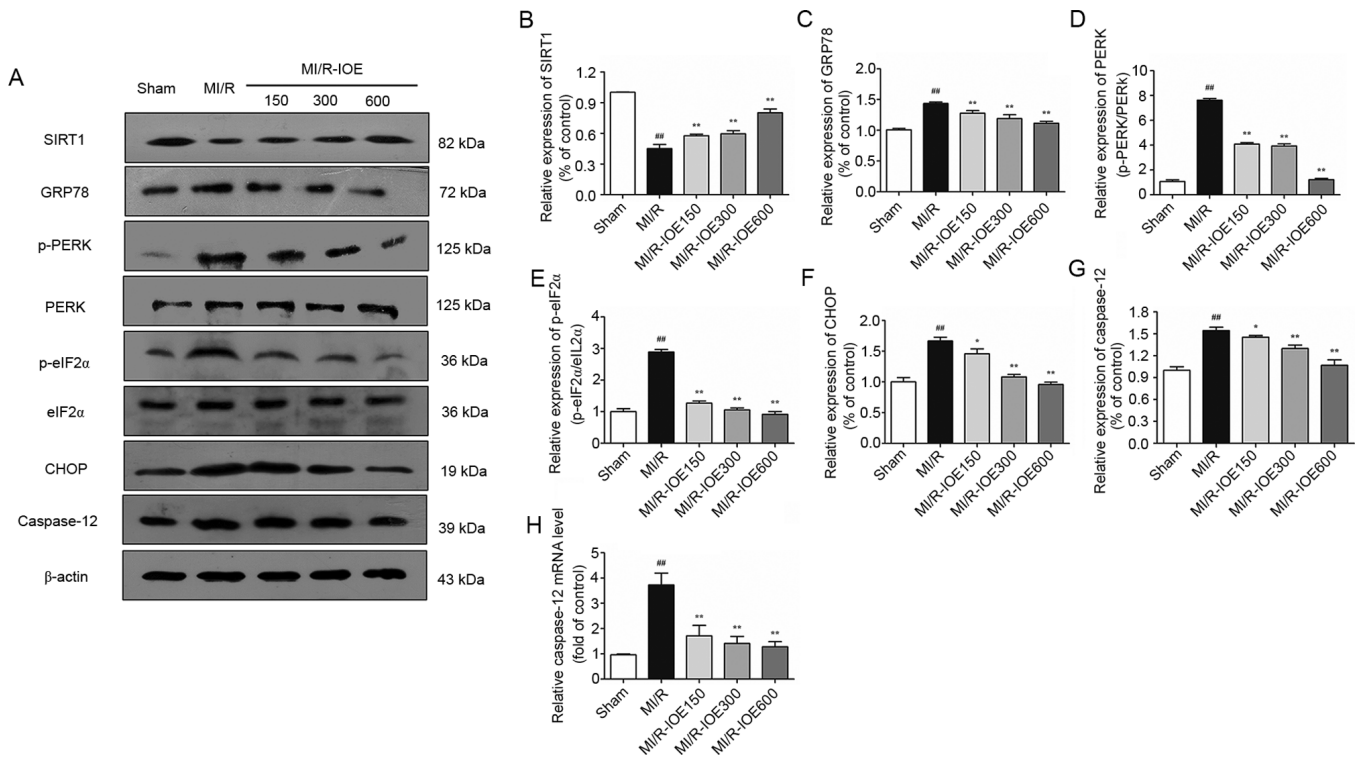 A
Sham MI/R MI/R-IOE
150 300 600
SIRT1 82 kDa
GRP78 72 kDa
p-PERK 125 kDa
PERK 125 kDa
p-eIF2α 36 kDa
eIF2α 36 kDa
CHOP 19 kDa
Caspase-12 39 kDa
β-actin 43 kDa
B
Relative expression of SIRT1
(% of control)
1.2
0.9
0.6
0.3
0.0
##
**
**
**
Sham
MI/R
MI/R-IOE150
MI/R-IOE300
MI/R-IOE600
C
Relative expression of GRP78
(% of control)
2.0
1.5
1.0
0.5
0.0
##
**
**
**
Sham
MI/R
MI/R-IOE150
MI/R-IOE300
MI/R-IOE600
D
Relative expression of PERK
(p-PERK/PERk)
10
8
6
4
2
0
##
**
**
**
Sham
MI/R
MI/R-IOE150
MI/R-IOE300
MI/R-IOE600
E
Relative expression of p-eIF2α
(p-eIF2α/eIL2α)
4
3
2
1
0
##
**
**
**
Sham
MI/R
MI/R-IOE150
MI/R-IOE300
MI/R-IOE600
F
Relative expression of CHOP
(% of control)
2.0
1.5
1.0
0.5
0.0
##
*
**
**
Sham
MI/R
MI/R-IOE150
MI/R-IOE300
MI/R-IOE600
G
Relative expression of caspase-12
(% of control)
1.8
1.5
1.2
0.9
0.6
0.3
0.0
##
*
**
**
Sham
MI/R
MI/R-IOE150
MI/R-IOE300
MI/R-IOE600
H
Relative caspase-12 mRNA level
(fold of control)
5
4
3
2
1
0
##
**
**
**
Sham
MI/R
MI/R-IOE150
MI/R-IOE300
MI/R-IOE600